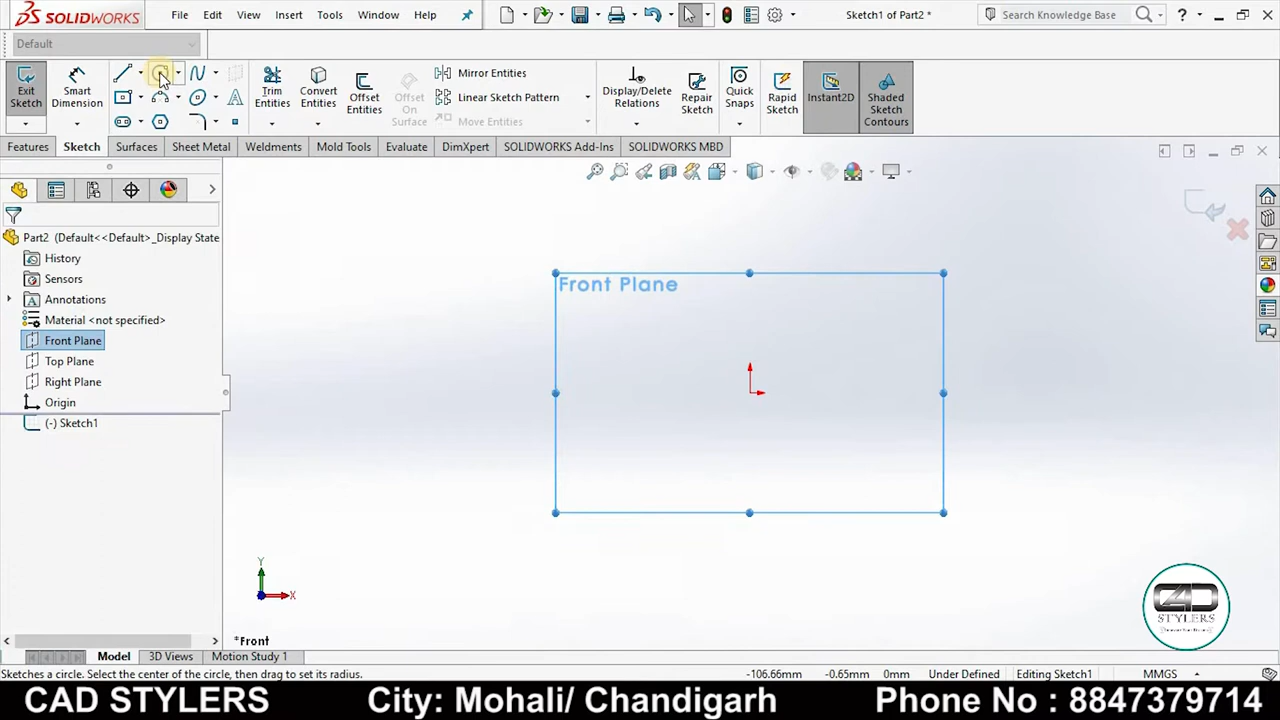 SOLIDWORKS File Edit View Insert Tools Window Help Sketch1 of Part2 * Search Knowledge Base ?
Default
Exit Sketch
Smart Dimension
Trim Entities
Convert Entities
Offset Entities
Offset On Surface
Mirror Entities
Linear Sketch Pattern
Move Entities
Display/Delete Relations
Repair Sketch
Quick Snaps
Rapid Sketch
Instant2D
Shaded Sketch Contours
Features Sketch Surfaces Sheet Metal Weldments Mold Tools Evaluate DimXpert SOLIDWORKS Add-Ins SOLIDWORKS MBD
Part2 (Default<<Default>_Display State
History
Sensors
Annotations
Material <not specified>
Front Plane
Top Plane
Right Plane
Origin
(-) Sketch1
Front Plane
Y
X
*Front
CAD
STYLERS
Model 3D Views Motion Study 1
Sketches a circle. Select the center of the circle, then drag to set its radius. -106.66mm -0.65mm 0mm Under Defined Editing Sketch1 MMGS
CAD STYLERS City: Mohali/ Chandigarh Phone No : 8847379714